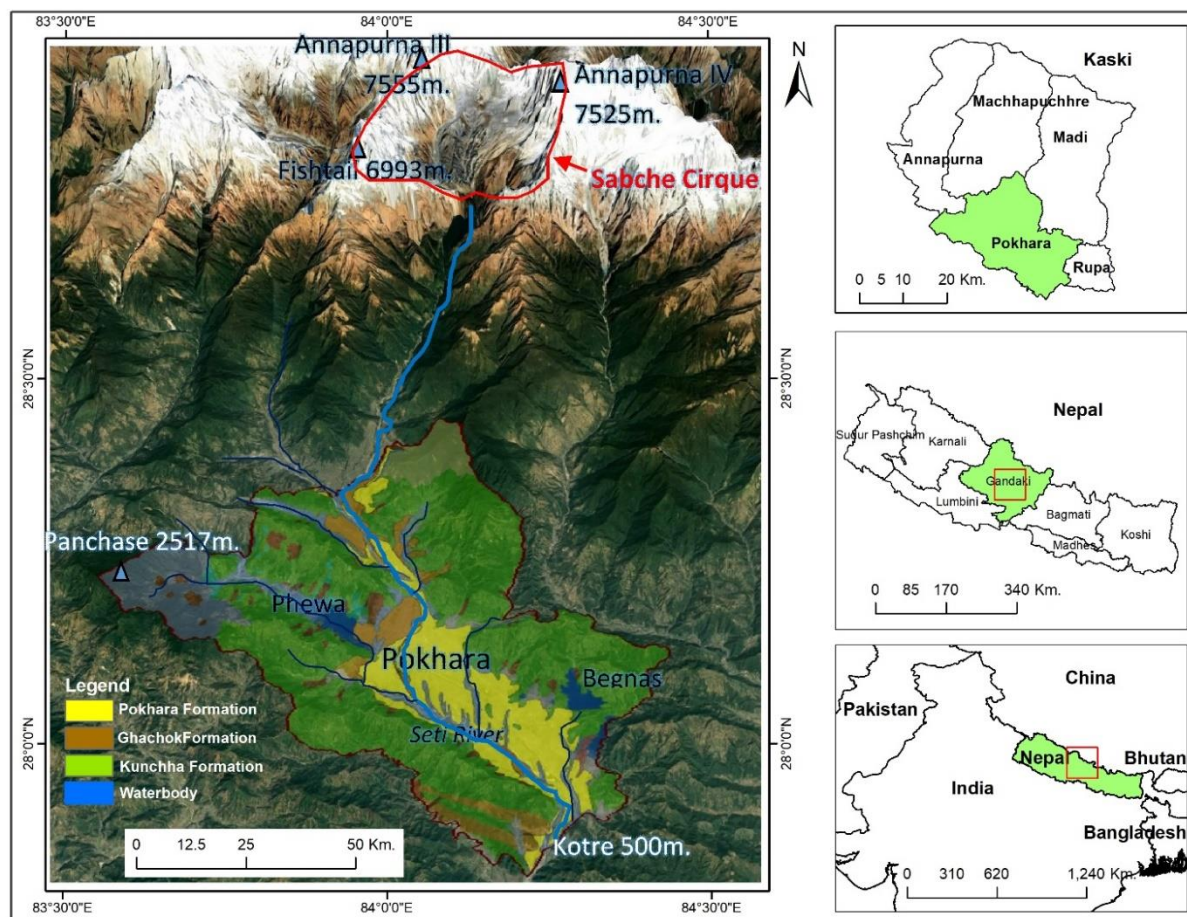 83°30'0"E
84°0'0"E
84°30'0"E
Annapurna III
7555m.
Annapurna IV
7525m.
Fishtail 6993m.
Sabche Cirque
28°30'0"N
28°30'0"N
Panchase 2517m.
Phewa
Pokhara
Begnas
Seti River
28°0'0"N
28°0'0"N
Kotre 500m.
Legend
Pokhara Formation
GhachokFormation
Kunchha Formation
Waterbody
0 12.5 25 50 Km.
83°30'0"E
84°0'0"E
84°30'0"E
N
Kaski
Machhapuchhre
Madi
Annapurna
Pokhara
Rupa
0 5 10 20 Km.
Nepal
Sudur Pashchim
Karnali
Gandaki
Lumbini
Bagmati
Koshi
Madhes
0 85 170 340 Km.
China
Pakistan
Nepal
Bhutan
India
Bangladesh
0 310 620 1,240 Km.